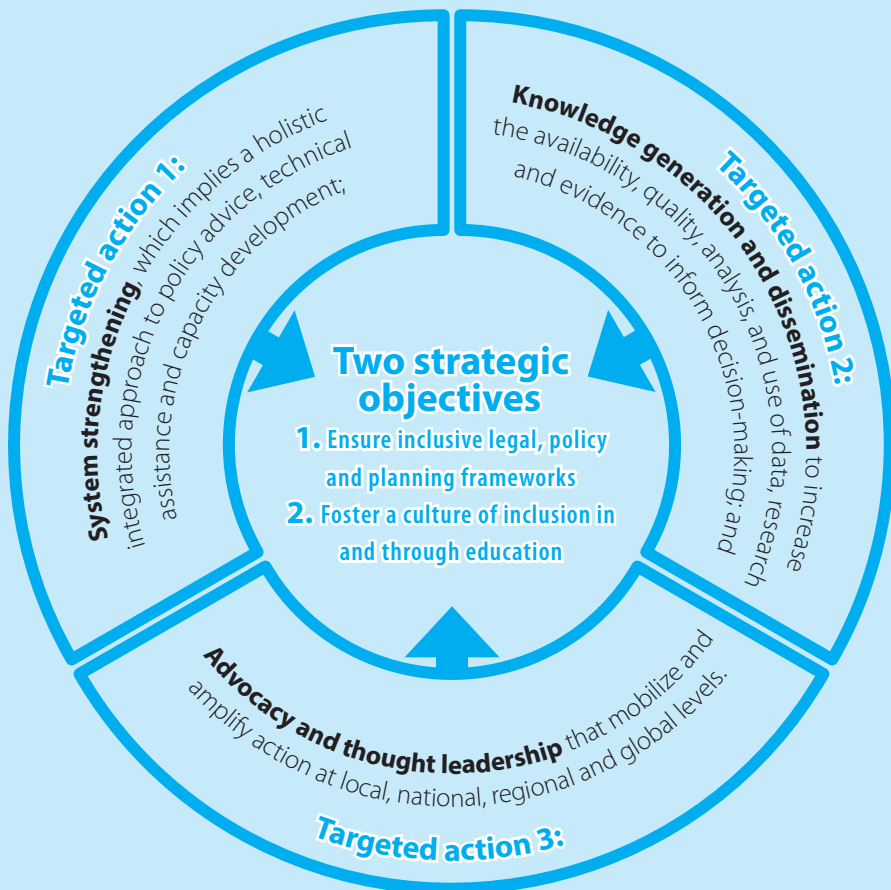 Targeted action 1:
System strengthening, which implies a holistic
integrated approach to policy advice, technical
assistance and capacity development;
Targeted action 2:
Knowledge generation and dissemination to increase
the availability, quality, analysis, and use of data, research
and evidence to inform decision-making; and
Two strategic
objectives
1. Ensure inclusive legal, policy
and planning frameworks
2. Foster a culture of inclusion in
and through education
Advocacy and thought leadership that mobilize and
amplify action at local, national, regional and global levels.
Targeted action 3: